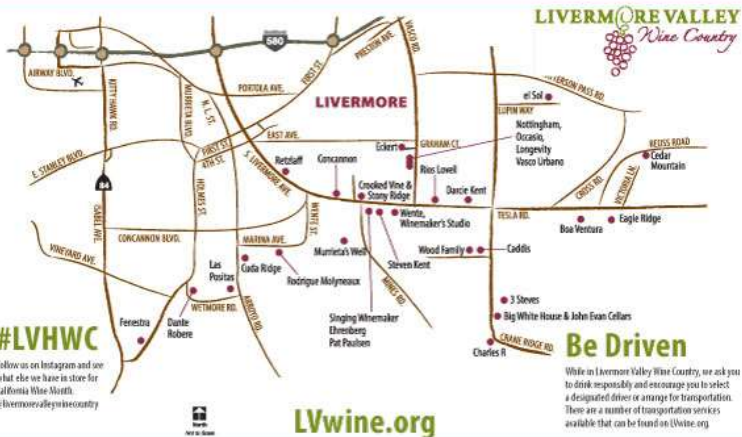 LIVERMORE VALLEY
Wine Country
580
AIRWAY BLVD.
KITTY HAWK RD.
MURRIETA BLVD.
N. L ST.
PORTOLA AVE.
FIRST ST.
PRESTON AVE.
VASCO RD.
LIVERMORE
PASS RD.
el Sol
LUPIN WAY
EAST AVE.
Eckert
GRAHAM CT.
Nottingham,
Occasio,
Longevity
Vasco Urbano
REUSS ROAD
Cedar
Mountain
VICTORIA LN.
CROSS RD.
E. STANLEY BLVD.
FIRST ST.
4TH ST.
S. LIVERMORE AVE.
Retzlaff
Concannon
Rios Lovell
Crooked Vine &
Stony Ridge
Darcie Kent
84
HOLMES ST.
ISABEL AVE.
WENTE ST.
Wente,
Winemaker's Studio
TESLA RD.
Boa Ventura
Eagle Ridge
CONCANNON BLVD.
MARINA AVE.
Murrieta's Well
Wood Family
Caddis
VINEYARD AVE.
Las
Positas
Cuda Ridge
Steven Kent
Rodrigue Molyneaux
MINES RD.
WETMORE RD.
ARROYO RD.
3 Steves
Big White House & John Evan Cellars
Fenestra
Dante
Robere
Singing Winemaker
Ehrenberg
Pat Paulsen
Charles R
CRANE RIDGE RD.
#LVHWC
ollow us on Instagram and see
hat else we have in store for
alifornia Wine Month.
livermorevalleywinecountry
North
Not to Scale
LVwine.org
Be Driven
While in Livermore Valley Wine Country, we ask you
to drink responsibly and encourage you to select
a designated driver or arrange for transportation.
There are a number of transportation services
available that can be found on LVwine.org